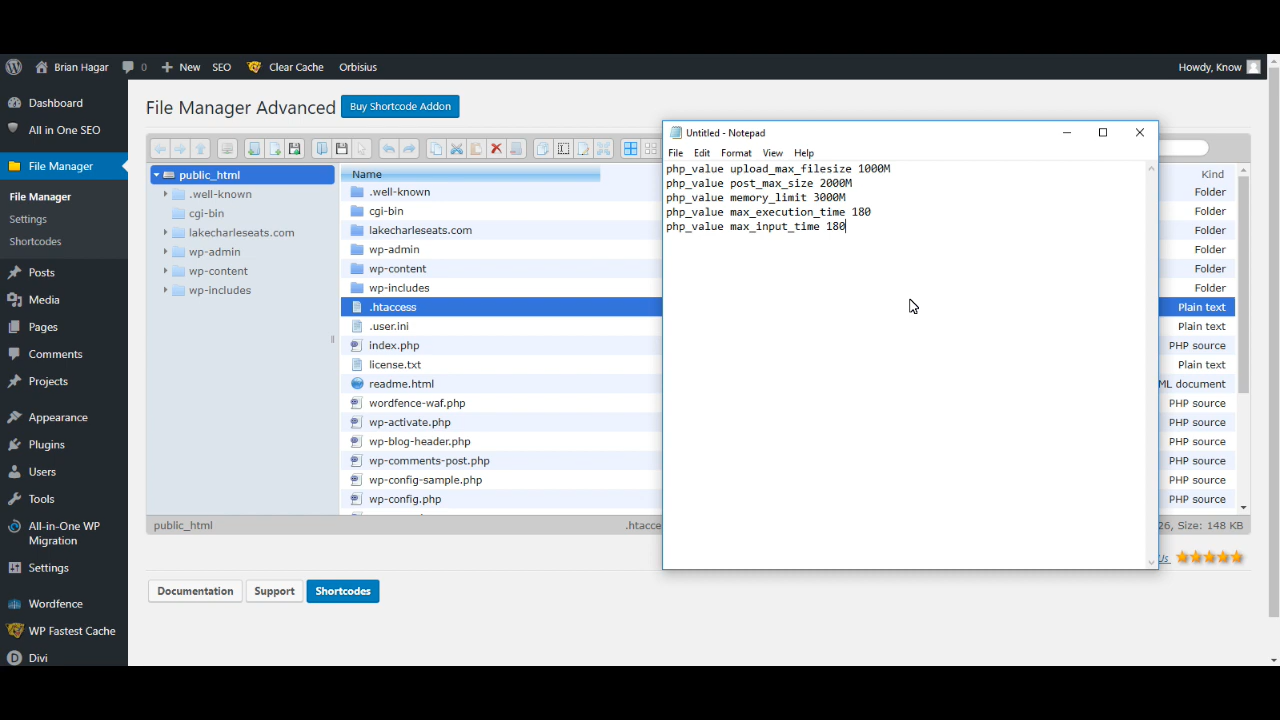 Brian Hagar
0
New
SEO
Clear Cache
Orbisius
Howdy, Know
Dashboard
All in One SEO
File Manager
File Manager
Settings
Shortcodes
Posts
Media
Pages
Comments
Projects
Appearance
Plugins
Users
Tools
All-in-One WP
Migration
Settings
Wordfence
WP Fastest Cache
Divi
File Manager Advanced
Buy Shortcode Addon
public_html
.well-known
cgi-bin
lakecharleseats.com
wp-admin
wp-content
wp-includes
Name
.well-known
cgi-bin
lakecharleseats.com
wp-admin
wp-content
wp-includes
.htaccess
.user.ini
index.php
license.txt
readme.html
wordfence-waf.php
wp-activate.php
wp-blog-header.php
wp-comments-post.php
wp-config-sample.php
wp-config.php
Untitled - Notepad
File Edit Format View Help
php_value upload_max_filesize 1000M
php_value post_max_size 2000M
php_value memory_limit 3000M
php_value max_execution_time 180
php_value max_input_time 180
Kind
Folder
Folder
Folder
Folder
Folder
Folder
Plain text
Plain text
PHP source
Plain text
ML document
PHP source
PHP source
PHP source
PHP source
PHP source
PHP source
public_html
.htacce
26, Size: 148 KB
Us
Documentation
Support
Shortcodes